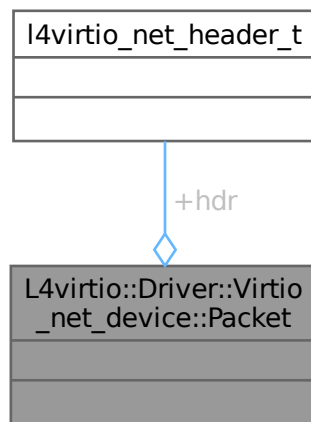 l4virtio_net_header_t
+hdr
L4virtio::Driver::Virtio
_net_device::Packet